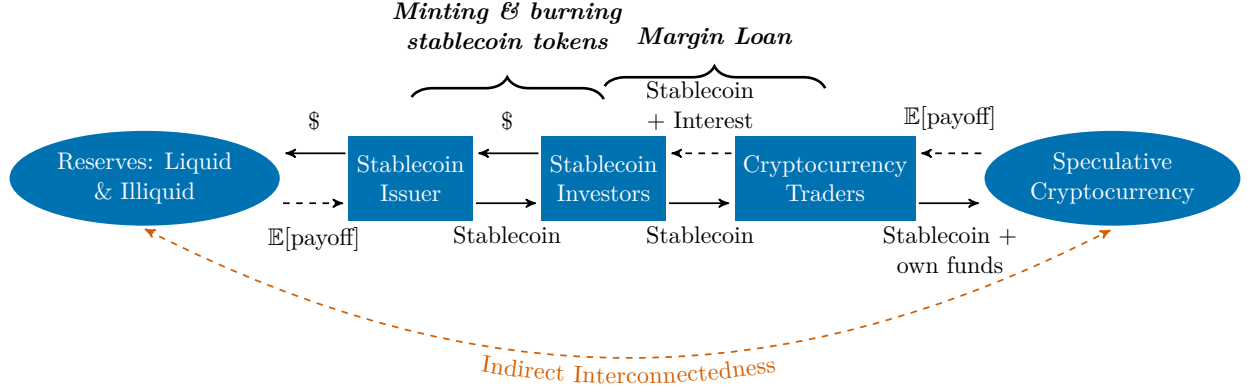 Minting & burning
stablecoin tokens
Margin Loan
Stablecoin
+ Interest
$
$
𝔼[payoff]
Reserves: Liquid
& Illiquid
Stablecoin
Issuer
Stablecoin
Investors
Cryptocurrency
Traders
Speculative
Cryptocurrency
𝔼[payoff]
Stablecoin
Stablecoin
Stablecoin +
own funds
Indirect Interconnectedness